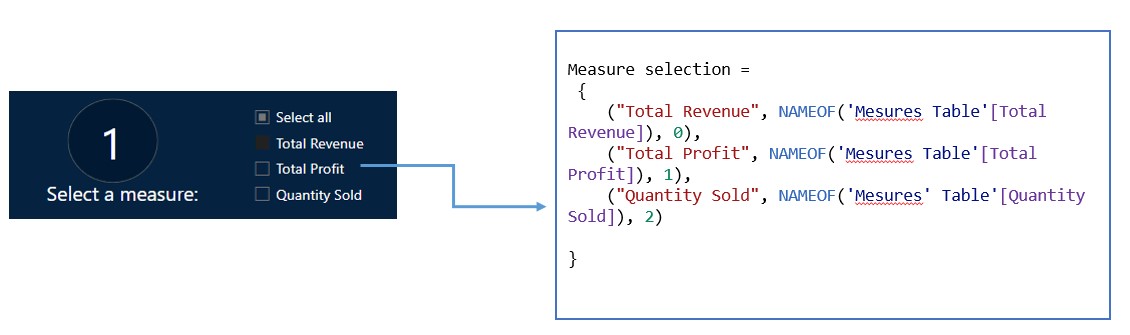 1
Select a measure:
Select all
Total Revenue
Total Profit
Quantity Sold
Measure selection =
{
("Total Revenue", NAMEOF('Mesures Table'[Total
Revenue]), 0),
("Total Profit", NAMEOF('Mesures Table'[Total
Profit]), 1),
("Quantity Sold", NAMEOF('Mesures' Table'[Quantity
Sold]), 2)
}